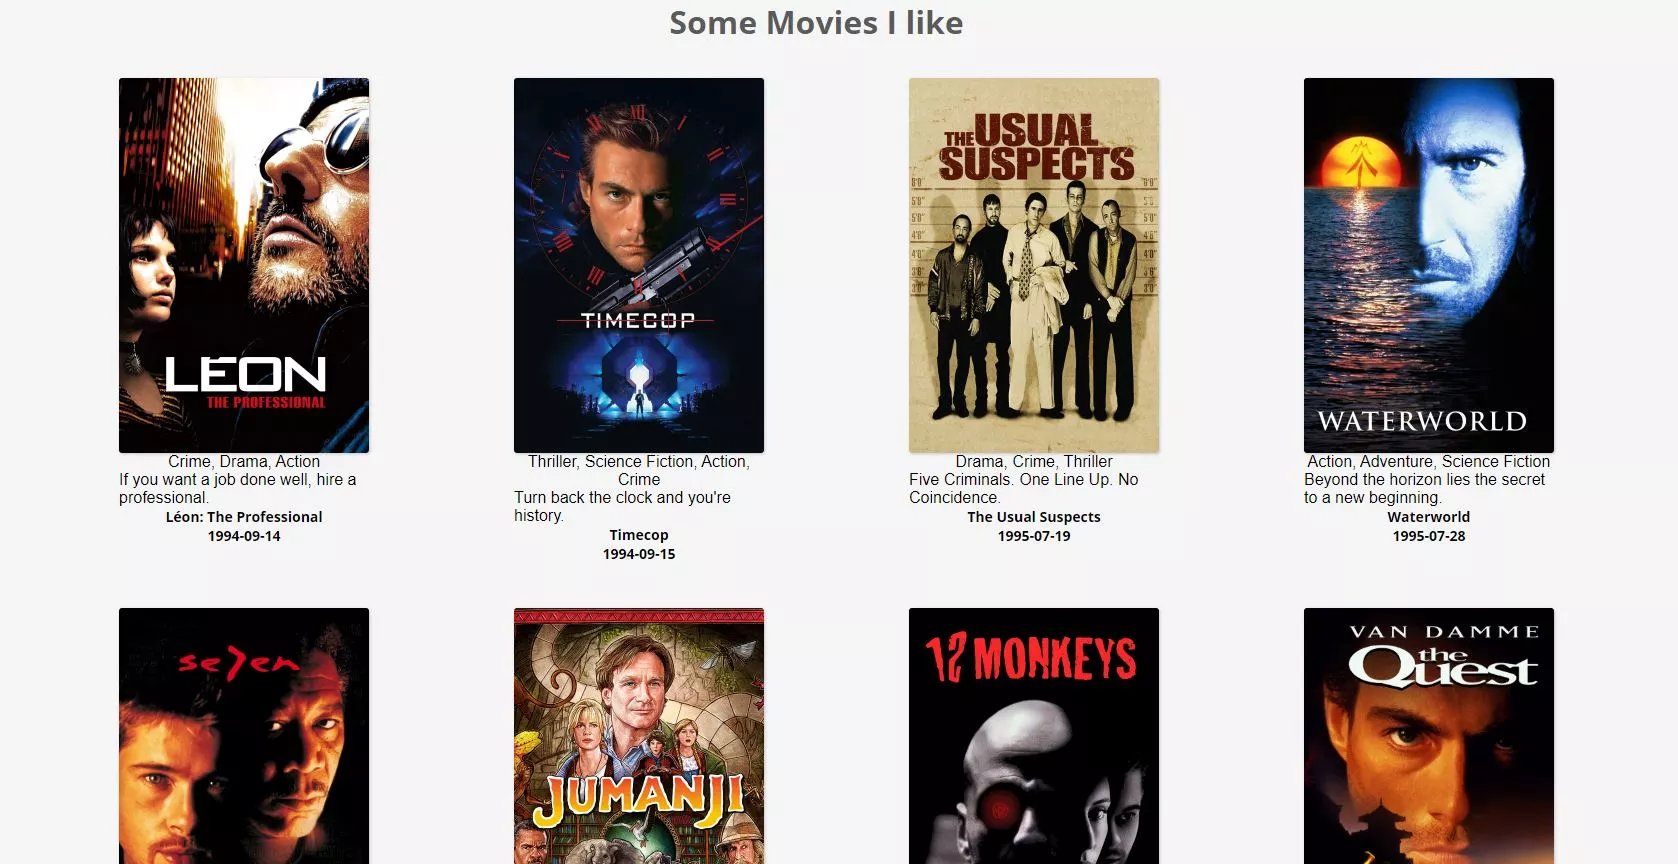 Some Movies I like
LÉON
THE PROFESSIONAL
Crime, Drama, Action
If you want a job done well, hire a
professional.
Léon: The Professional
1994-09-14
TIMECOP
Thriller, Science Fiction, Action,
Crime
Turn back the clock and you're
history.
Timecop
1994-09-15
THE USUAL
SUSPECTS
Drama, Crime, Thriller
Five Criminals. One Line Up. No
Coincidence.
The Usual Suspects
1995-07-19
WATERWORLD
Action, Adventure, Science Fiction
Beyond the horizon lies the secret
to a new beginning.
Waterworld
1995-07-28
se7en
JUMANJI
12 MONKEYS
VAN DAMME
the
Quest